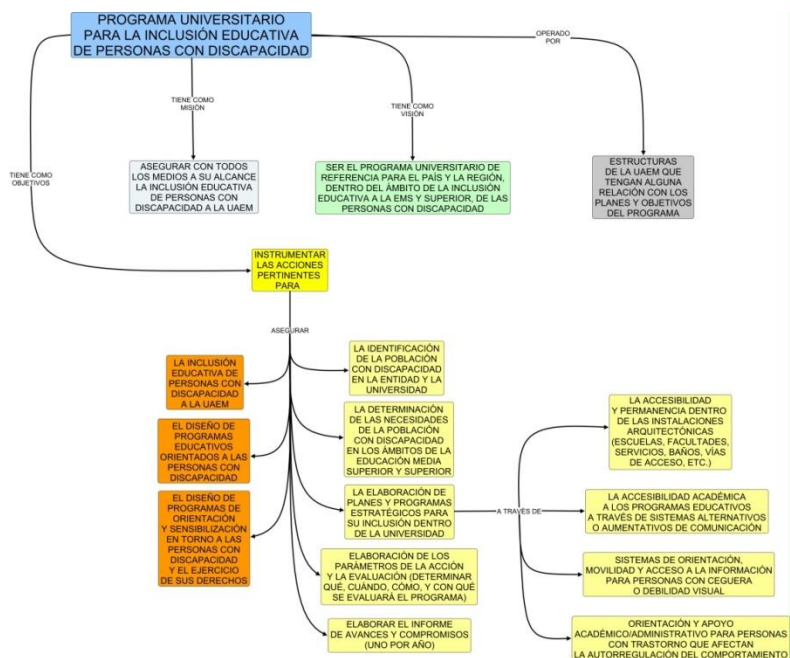 PROGRAMA UNIVERSITARIO
PARA LA INCLUSIÓN EDUCATIVA
DE PERSONAS CON DISCAPACIDAD
OPERADO
POR
TIENE COMO
MISIÓN
TIENE COMO
VISIÓN
TIENE COMO
OBJETIVOS
ASEGURAR CON TODOS
LOS MEDIOS A SU ALCANCE
LA INCLUSIÓN EDUCATIVA
DE PERSONAS CON
DISCAPACIDAD A LA UAEM
SER EL PROGRAMA UNIVERSITARIO DE
REFERENCIA PARA EL PAÍS Y LA REGIÓN,
DENTRO DEL ÁMBITO DE LA INCLUSIÓN
EDUCATIVA A LA EMS Y SUPERIOR, DE LAS
PERSONAS CON DISCAPACIDAD
ESTRUCTURAS
DE LA UAEM QUE
TENGAN ALGUNA
RELACIÓN CON LOS
PLANES Y OBJETIVOS
DEL PROGRAMA
INSTRUMENTAR
LAS ACCIONES
PERTINENTES
PARA
ASEGURAR
LA INCLUSIÓN
EDUCATIVA DE
PERSONAS CON
DISCAPACIDAD
A LA UAEM
EL DISEÑO DE
PROGRAMAS
EDUCATIVOS
ORIENTADOS A LAS
PERSONAS CON
DISCAPACIDAD
EL DISEÑO DE
PROGRAMAS DE
ORIENTACIÓN
Y SENSIBILIZACIÓN
EN TORNO A LAS
PERSONAS CON
DISCAPACIDAD
Y EL EJERCICIO
DE SUS DERECHOS
LA IDENTIFICACIÓN
DE LA POBLACIÓN
CON DISCAPACIDAD
EN LA ENTIDAD Y LA
UNIVERSIDAD
LA DETERMINACIÓN
DE LAS NECESIDADES
DE LA POBLACIÓN
CON DISCAPACIDAD
EN LOS ÁMBITOS DE LA
EDUCACIÓN MEDIA
SUPERIOR Y SUPERIOR
LA ELABORACIÓN DE
PLANES Y PROGRAMAS
ESTRATÉGICOS PARA
SU INCLUSIÓN DENTRO
DE LA UNIVERSIDAD
ELABORACIÓN DE LOS
PARÁMETROS DE LA ACCIÓN
Y LA EVALUACIÓN (DETERMINAR
QUÉ, CUÁNDO, CÓMO, Y CON QUÉ
SE EVALUARÁ EL PROGRAMA)
ELABORAR EL INFORME
DE AVANCES Y COMPROMISOS
(UNO POR AÑO)
A TRAVÉS DE
LA ACCESIBILIDAD
Y PERMANENCIA DENTRO
DE LAS INSTALACIONES
ARQUITECTÓNICAS
(ESCUELAS, FACULTADES,
SERVICIOS, BAÑOS, VÍAS
DE ACCESO, ETC.)
LA ACCESIBILIDAD ACADÉMICA
A LOS PROGRAMAS EDUCATIVOS
A TRAVÉS DE SISTEMAS ALTERNATIVOS
O AUMENTATIVOS DE COMUNICACIÓN
SISTEMAS DE ORIENTACIÓN,
MOVILIDAD Y ACCESO A LA INFORMACIÓN
PARA PERSONAS CON CEGUERA
O DEBILIDAD VISUAL
ORIENTACIÓN Y APOYO
ACADÉMICO/ADMINISTRATIVO PARA PERSONAS
CON TRASTORNO QUE AFECTAN
LA AUTORREGULACIÓN DEL COMPORTAMIENTO